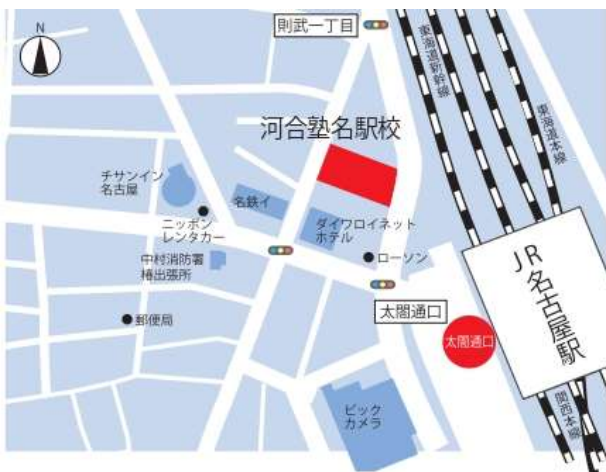 N
則武一丁目
東海道新幹線
東海道本線
河合塾名駅校
チサンイン
名古屋
名鉄イン
ニッポン
レンタカー
ダイワロイネット
ホテル
中村消防署
椿出張所
ローソン
JR名古屋駅
太閤通口
太閤通口
郵便局
ビック
カメラ
関西本線